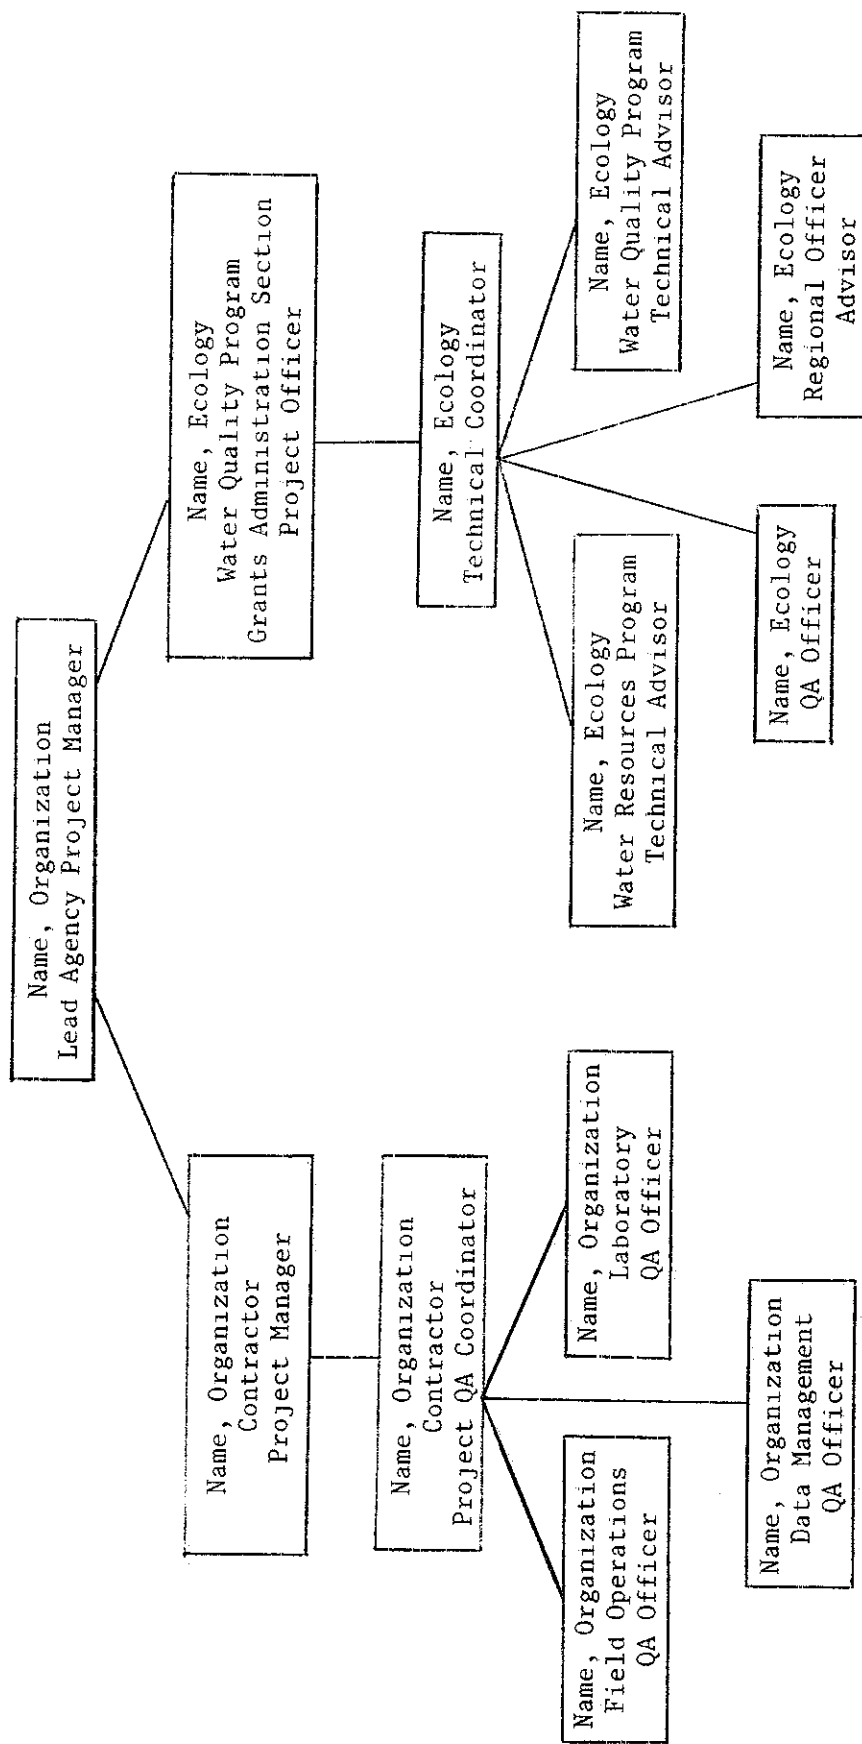 Name, Organization
Lead Agency Project Manager
Name, Organization
Contractor
Project Manager
Name, Ecology
Water Quality Program
Grants Administration Section
Project Officer
Name, Organization
Contractor
Project QA Coordinator
Name, Ecology
Technical Coordinator
Name, Organization
Field Operations
QA Officer
Name, Organization
Laboratory
QA Officer
Name, Ecology
Water Resources Program
Technical Advisor
Name, Ecology
Water Quality Program
Technical Advisor
Name, Organization
Data Management
QA Officer
Name, Ecology
QA Officer
Name, Ecology
Regional Officer
Advisor